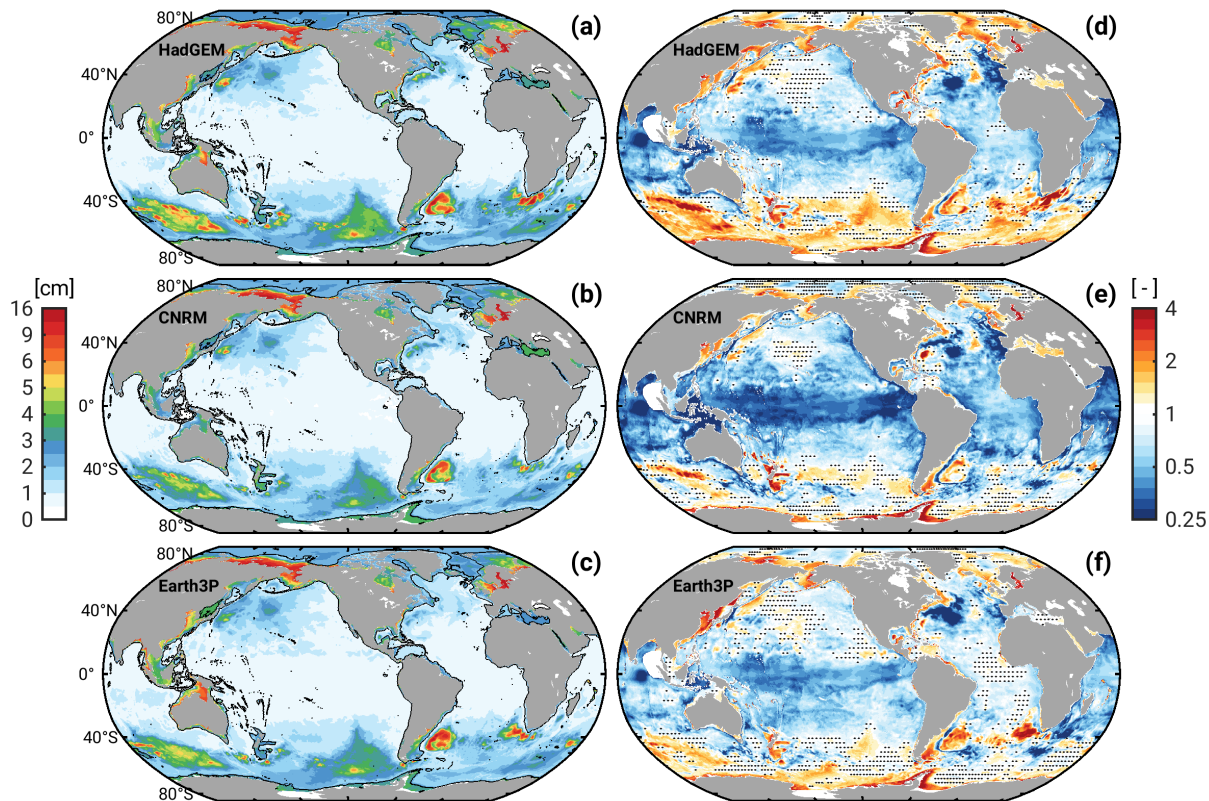 80°N (a) (d)
HadGEM HadGEM
40°N
0°
40°S
80°S
[cm] 80°N (b) (e) [ - ]
16 CNRM CNRM 4
9
6 40°N 2
5
4 0° 1
3
2 40°S 0.5
1
0 80°S 0.25
80°N (c) (f)
Earth3P Earth3P
40°N
0°
40°S
80°S